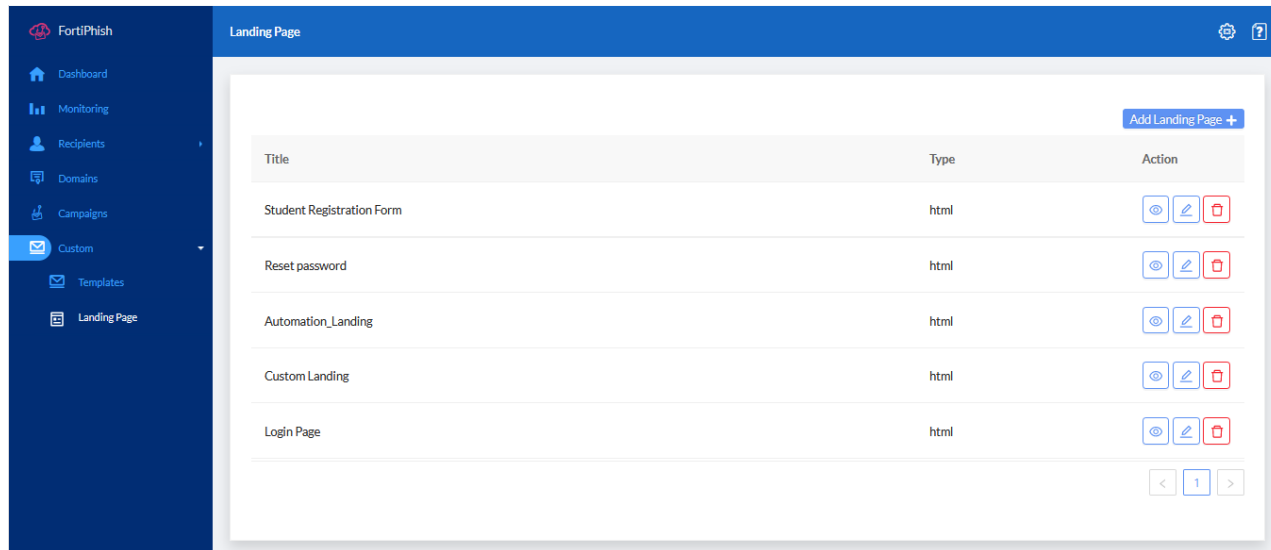 FortiPhish
Landing Page
Dashboard
Monitoring
Recipients
Domains
Campaigns
Custom
Templates
Landing Page
Add Landing Page +
Title Type Action
Student Registration Form html
Reset password html
Automation_Landing html
Custom Landing html
Login Page html
< 1 >